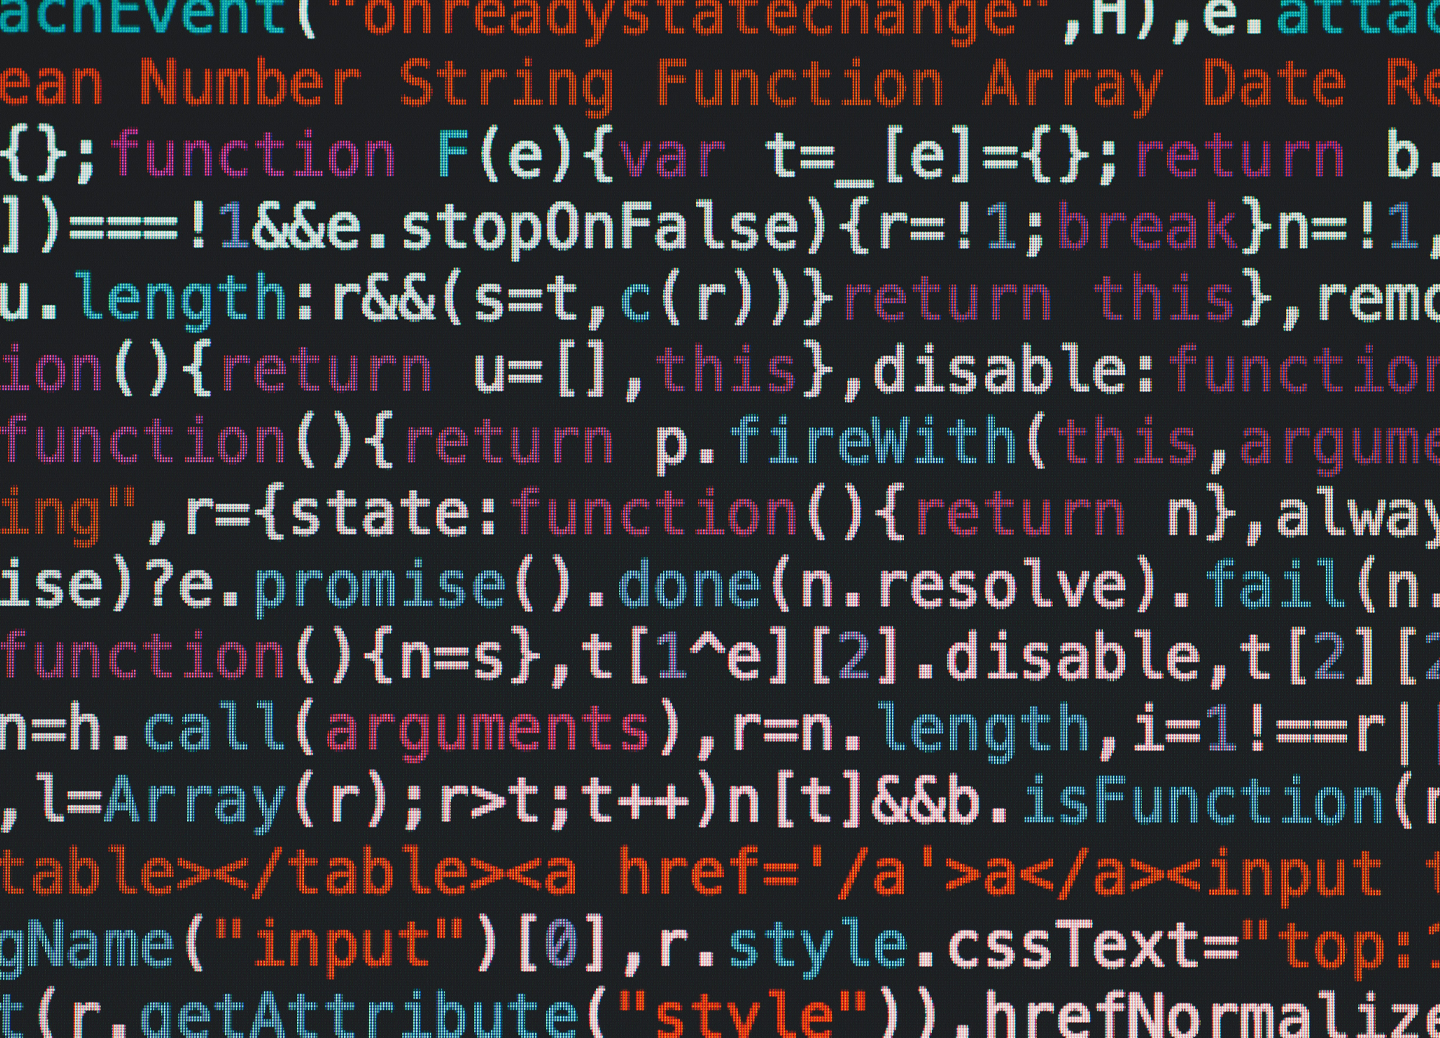 achEvent("onreadystatechange",H),e.attac
ean Number String Function Array Date Re
{};function F(e){var t=_[e]={};return b.
])===!1&&e.stopOnFalse){r=!1;break}n=!1,
u.length:r&&(s=t,c(r))}return this},remo
ion(){return u=[],this},disable:function
function(){return p.fireWith(this,argume
ing",r={state:function(){return n},alway
ise)?e.promise().done(n.resolve).fail(n.
function(){n=s},t[1^e][2].disable,t[2][2
n=h.call(arguments),r=n.length,i=1!==r|
,l=Array(r);r>t;t++)n[t]&&b.isFunction(r
table></table><a href='/a'>a</a><input t
gName("input")[0],r.style.cssText="top:1
t(r.getAttribute("style")),hrefNormalize